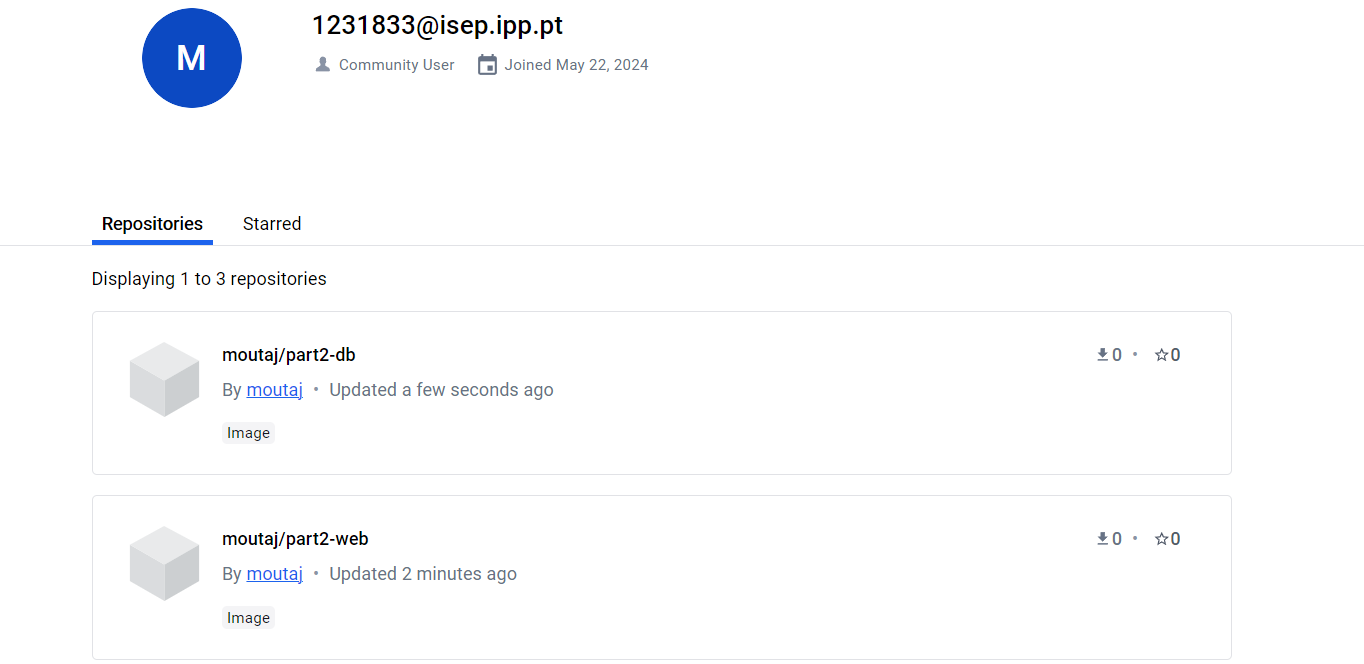 M
1231833@isep.ipp.pt
Community User Joined May 22, 2024
Repositories Starred
Displaying 1 to 3 repositories
moutaj/part2-db 0 • 0
By moutaj • Updated a few seconds ago
Image
moutaj/part2-web 0 • 0
By moutaj • Updated 2 minutes ago
Image